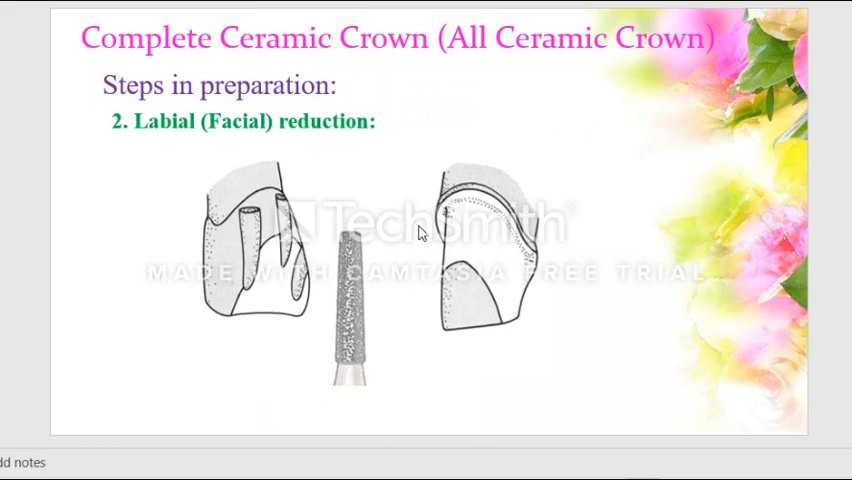 Complete Ceramic Crown (All Ceramic Crown)
Steps in preparation:
2. Labial (Facial) reduction:
TechSmith
MADE WITH CAMTASIA FREE TRIAL
dd notes